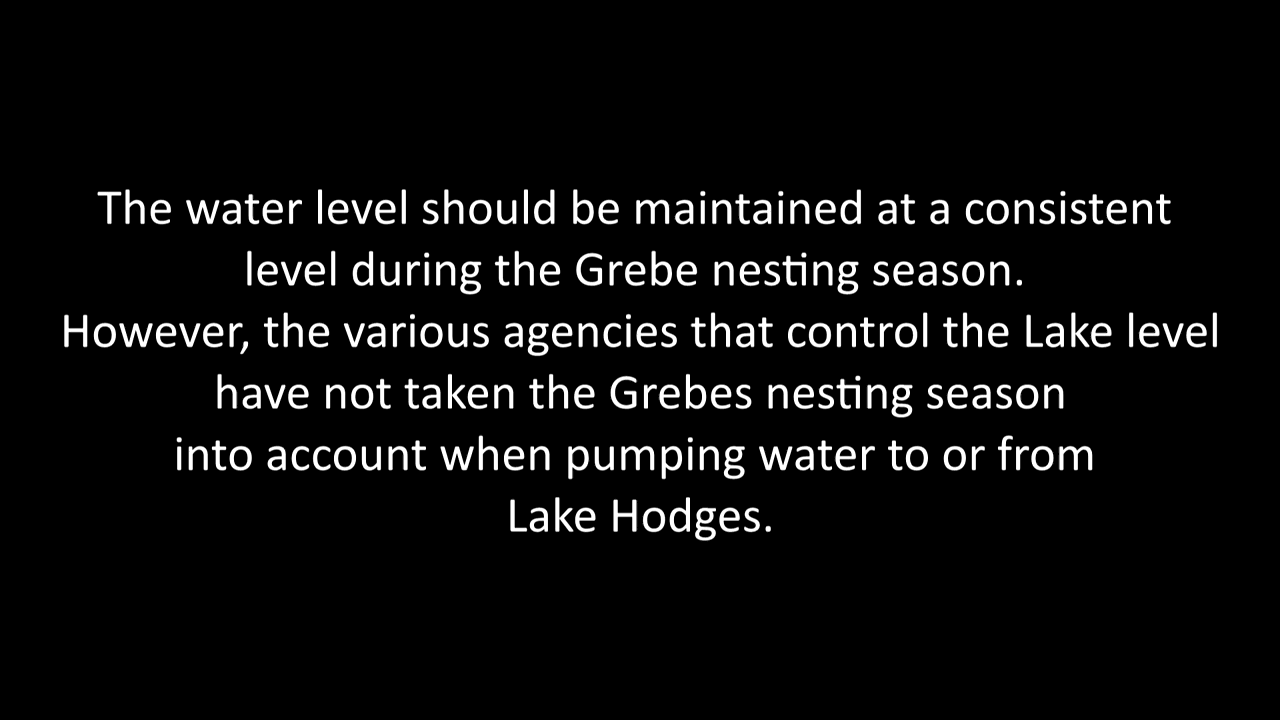 The water level should be maintained at a consistent
level during the Grebe nesting season.
However, the various agencies that control the Lake level
have not taken the Grebes nesting season
into account when pumping water to or from
Lake Hodges.